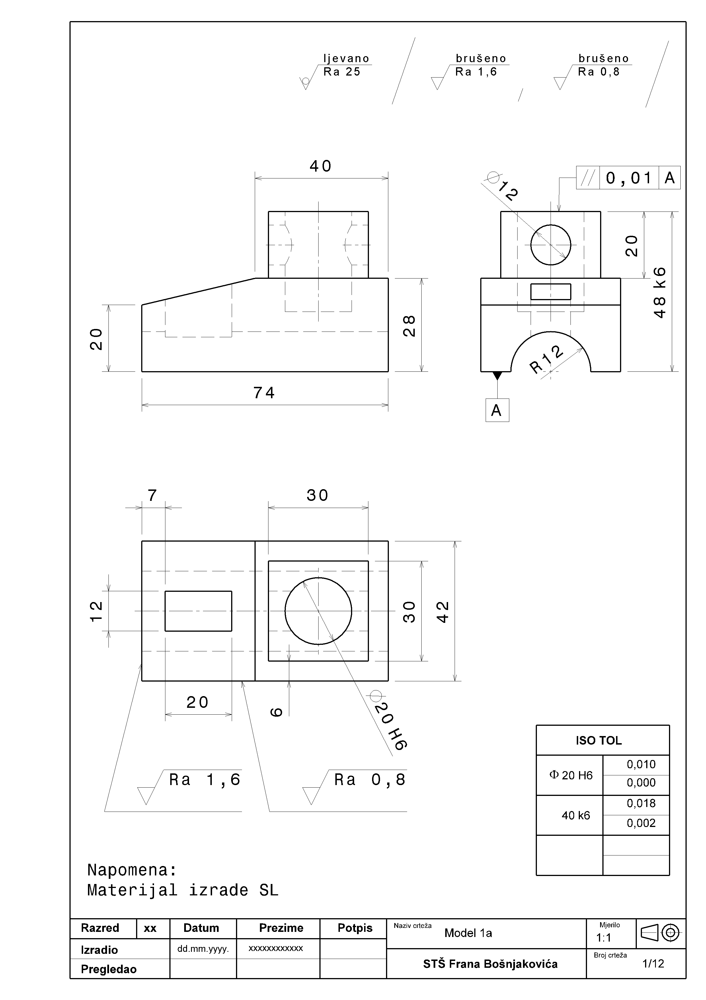 ljevano
Ra 25
brušeno
Ra 1,6
brušeno
Ra 0,8
40
⌀12
// 0,01 A
20
48 k6
20
28
74
R12
A
7
30
12
30
42
20
6
⌀20 H6
Ra 1,6
Ra 0,8
ISO TOL
Φ 20 H6
0,010
0,000
40 k6
0,018
0,002
Napomena:
Materijal izrade SL
Razred xx Datum Prezime Potpis
Izradio dd.mm.yyyy. xxxxxxxxxxxx
Pregledao
Naziv crteža Model 1a
Mjerilo
1:1
STŠ Frana Bošnjakovića
Broj crteža
1/12